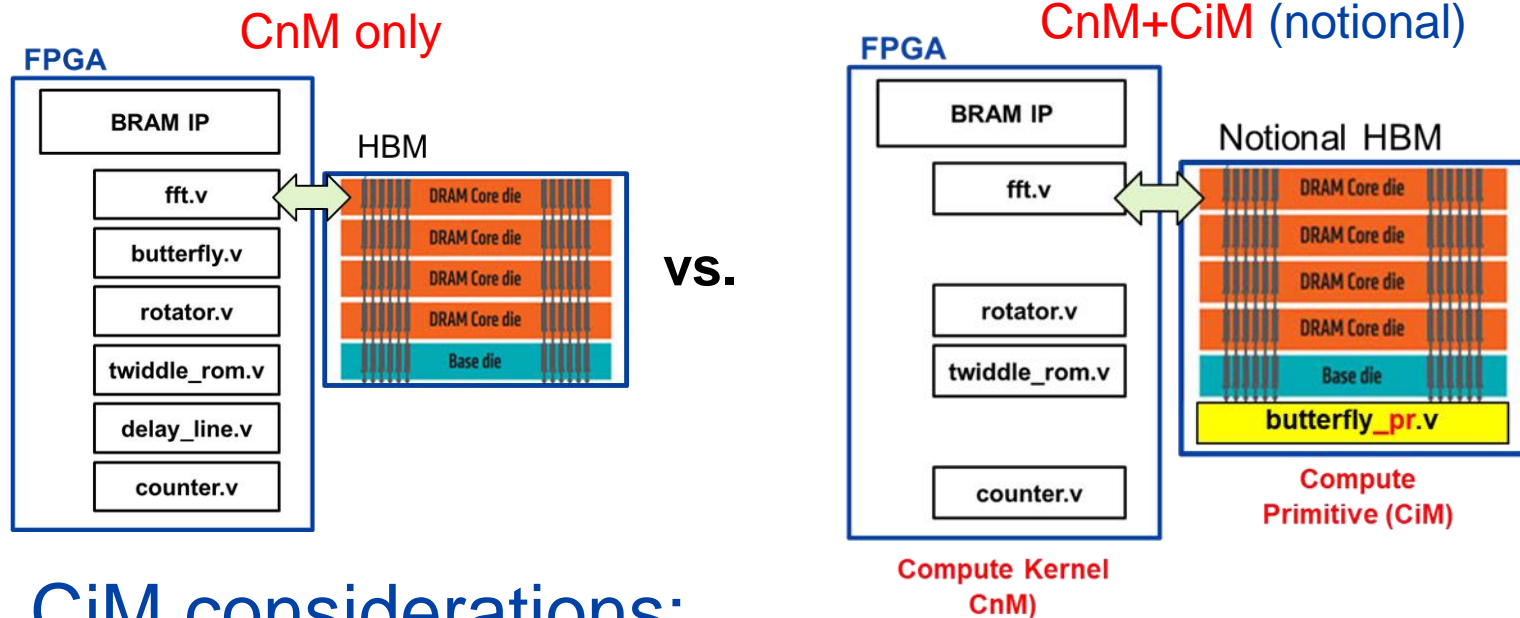 CnM only
FPGA
BRAM IP
fft.v
butterfly.v
rotator.v
twiddle_rom.v
delay_line.v
counter.v
HBM
DRAM Core die
DRAM Core die
DRAM Core die
DRAM Core die
Base die
vs.
CnM+CiM (notional)
FPGA
BRAM IP
fft.v
rotator.v
twiddle_rom.v
counter.v
Notional HBM
DRAM Core die
DRAM Core die
DRAM Core die
DRAM Core die
Base die
butterfly_pr.v
Compute
Primitive (CiM)
Compute Kernel
CnM)
CiM considerations: